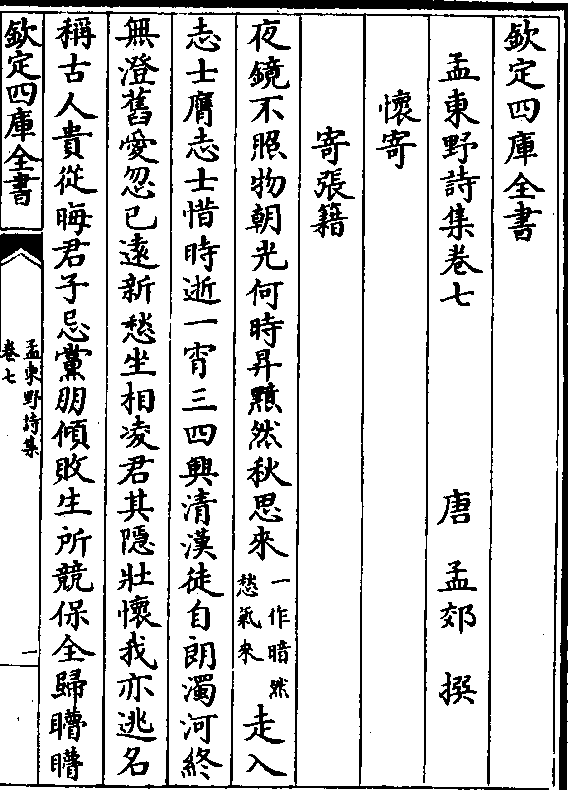 欽定四庫全書
孟東野詩集卷七
唐 孟郊 撰
懷寄
寄張籍
夜鏡不照物朝光何時昇黯然秋思來一作暗然愁氣來走入
志士膺志士惜時逝一宵三四興清漢徒自朗濁河終
無澄舊愛忽已遠新愁坐相凌君其隱壯懷我亦逃名
稱古人貴從晦君子忌黨朋傾敗生所競保全歸瞢瞢
欽定四庫全書
孟東野詩集
卷七
一